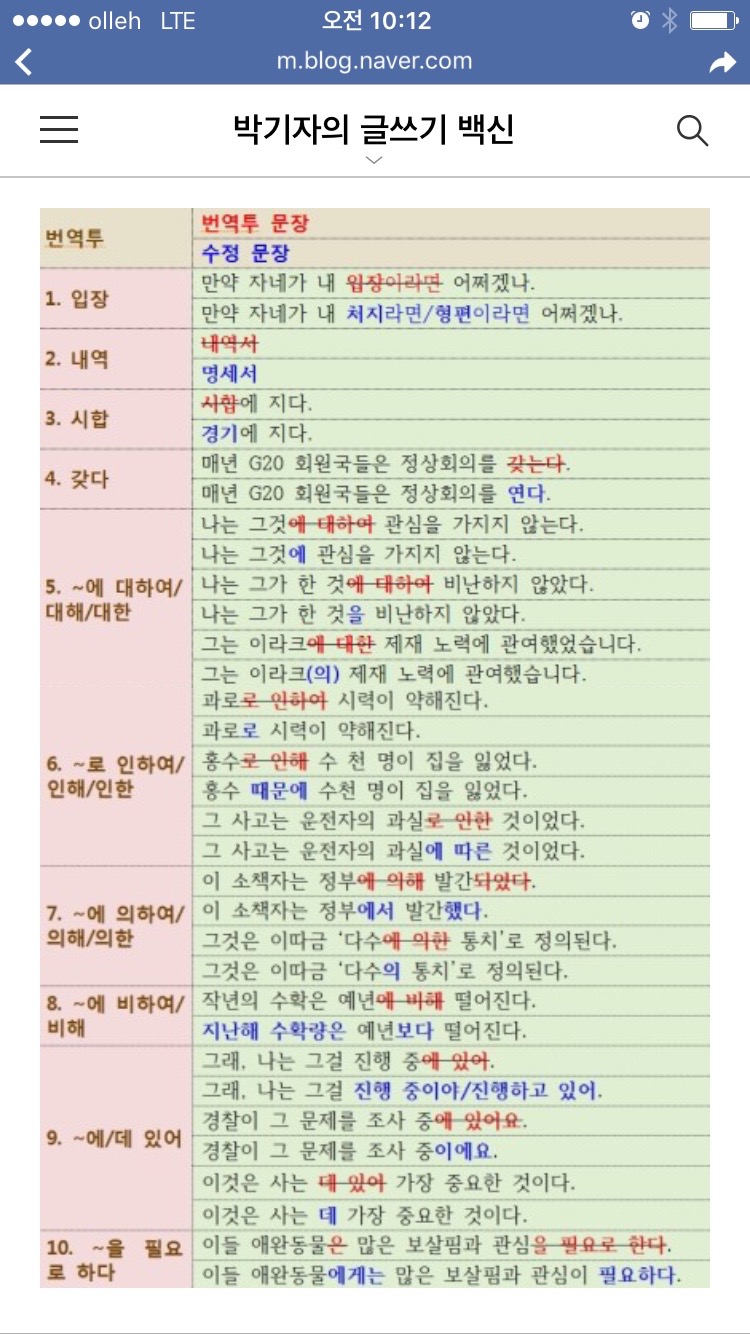 olleh LTE 오전 10:12
m.blog.naver.com
박기자의 글쓰기 백신
번역투
번역투 문장
수정 문장
1. 입장
만약 자네가 내 입장이라면 어쩌겠나.
만약 자네가 내 처지라면/형편이라면 어쩌겠나.
2. 내역
내역서
명세서
3. 시합
시합에 지다.
경기에 지다.
4. 갖다
매년 G20 회원국들은 정상회의를 갖는다.
매년 G20 회원국들은 정상회의를 연다.
5. ~에 대하여/
대해/대한
나는 그것에 대하여 관심을 가지지 않는다.
나는 그것에 관심을 가지지 않는다.
나는 그가 한 것에 대하여 비난하지 않았다.
나는 그가 한 것을 비난하지 않았다.
그는 이라크에 대한 제재 노력에 관여했었습니다.
그는 이라크(의) 제재 노력에 관여했습니다.
6. ~로 인하여/
인해/인한
과로로 인하여 시력이 약해진다.
과로로 시력이 약해진다.
홍수로 인해 수 천 명이 집을 잃었다.
홍수 때문에 수천 명이 집을 잃었다.
그 사고는 운전자의 과실로 인한 것이었다.
그 사고는 운전자의 과실에 따른 것이었다.
7. ~에 의하여/
의해/의한
이 소책자는 정부에 의해 발간되었다.
이 소책자는 정부에서 발간했다.
그것은 이따금 ‘다수에 의한 통치’로 정의된다.
그것은 이따금 ‘다수의 통치’로 정의된다.
8. ~에 비하여/
비해
작년의 수확은 예년에 비해 떨어진다.
지난해 수확량은 예년보다 떨어진다.
9. ~에/데 있어
그래, 나는 그걸 진행 중에 있어.
그래, 나는 그걸 진행 중이야/진행하고 있어.
경찰이 그 문제를 조사 중에 있어요.
경찰이 그 문제를 조사 중이에요.
이것은 사는 데 있어 가장 중요한 것이다.
이것은 사는 데 가장 중요한 것이다.
10. ~을 필요
로 하다
이들 애완동물은 많은 보살핌과 관심을 필요로 한다.
이들 애완동물에게는 많은 보살핌과 관심이 필요하다.